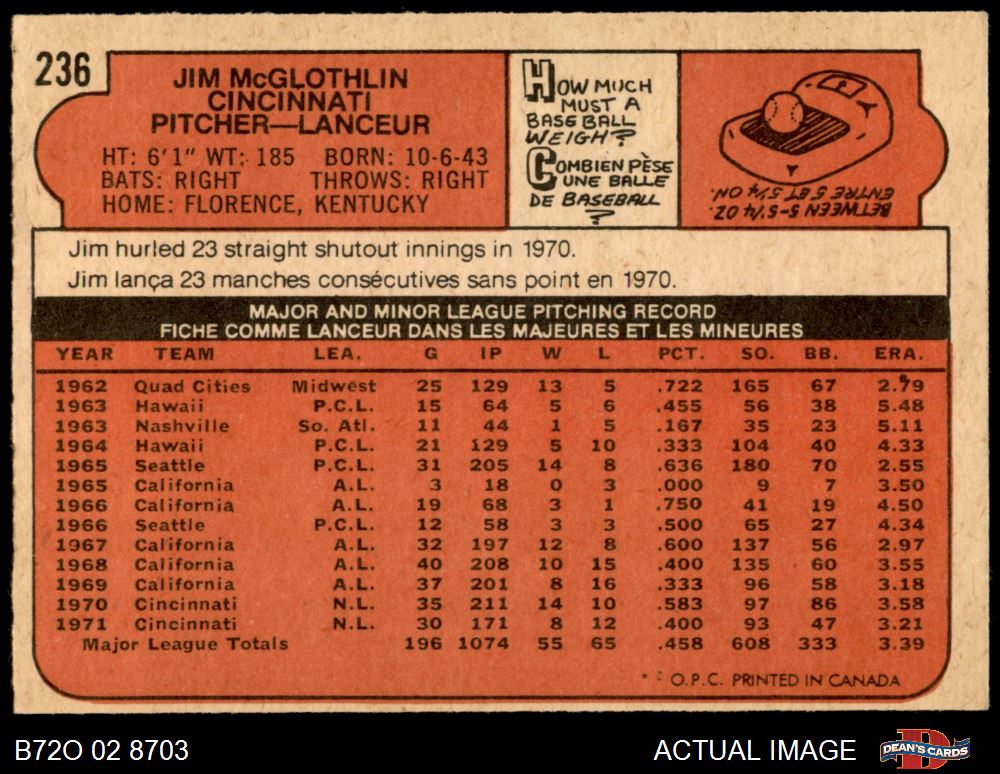 236
JIM McGLOTHLIN
CINCINNATI
PITCHER—LANCEUR
HT: 6'1" WT: 185 BORN: 10-6-43
BATS: RIGHT THROWS: RIGHT
HOME: FLORENCE, KENTUCKY
HOW MUCH
MUST A
BASEBALL
WEIGH?
COMBIEN PÈSE
UNE BALLE
DE BASEBALL
?
BETWEEN 5-5¼ OZ.
ENTRE 5 ET 5¼ ON.
Jim hurled 23 straight shutout innings in 1970.
Jim lança 23 manches consécutives sans point en 1970.
MAJOR AND MINOR LEAGUE PITCHING RECORD
FICHE COMME LANCEUR DANS LES MAJEURES ET LES MINEURES
YEAR TEAM LEA. G IP W L PCT. SO. BB. ERA.
1962 Quad Cities Midwest 25 129 13 5 .722 165 67 2.79
1963 Hawaii P.C.L. 15 64 5 6 .455 56 38 5.48
1963 Nashville So. Atl. 11 44 1 5 .167 35 23 5.11
1964 Hawaii P.C.L. 21 129 5 10 .333 104 40 4.33
1965 Seattle P.C.L. 31 205 14 8 .636 180 70 2.55
1965 California A.L. 3 18 0 3 .000 9 7 3.50
1966 California A.L. 19 68 3 1 .750 41 19 4.50
1966 Seattle P.C.L. 12 58 3 3 .500 65 27 4.34
1967 California A.L. 32 197 12 8 .600 137 56 2.97
1968 California A.L. 40 208 10 15 .400 135 60 3.55
1969 California A.L. 37 201 8 16 .333 96 58 3.18
1970 Cincinnati N.L. 35 211 14 10 .583 97 86 3.58
1971 Cincinnati N.L. 30 171 8 12 .400 93 47 3.21
Major League Totals 196 1074 55 65 .458 608 333 3.39
* * O.P.C. PRINTED IN CANADA
B72O 02 8703
ACTUAL IMAGE
DEAN'S CARDS